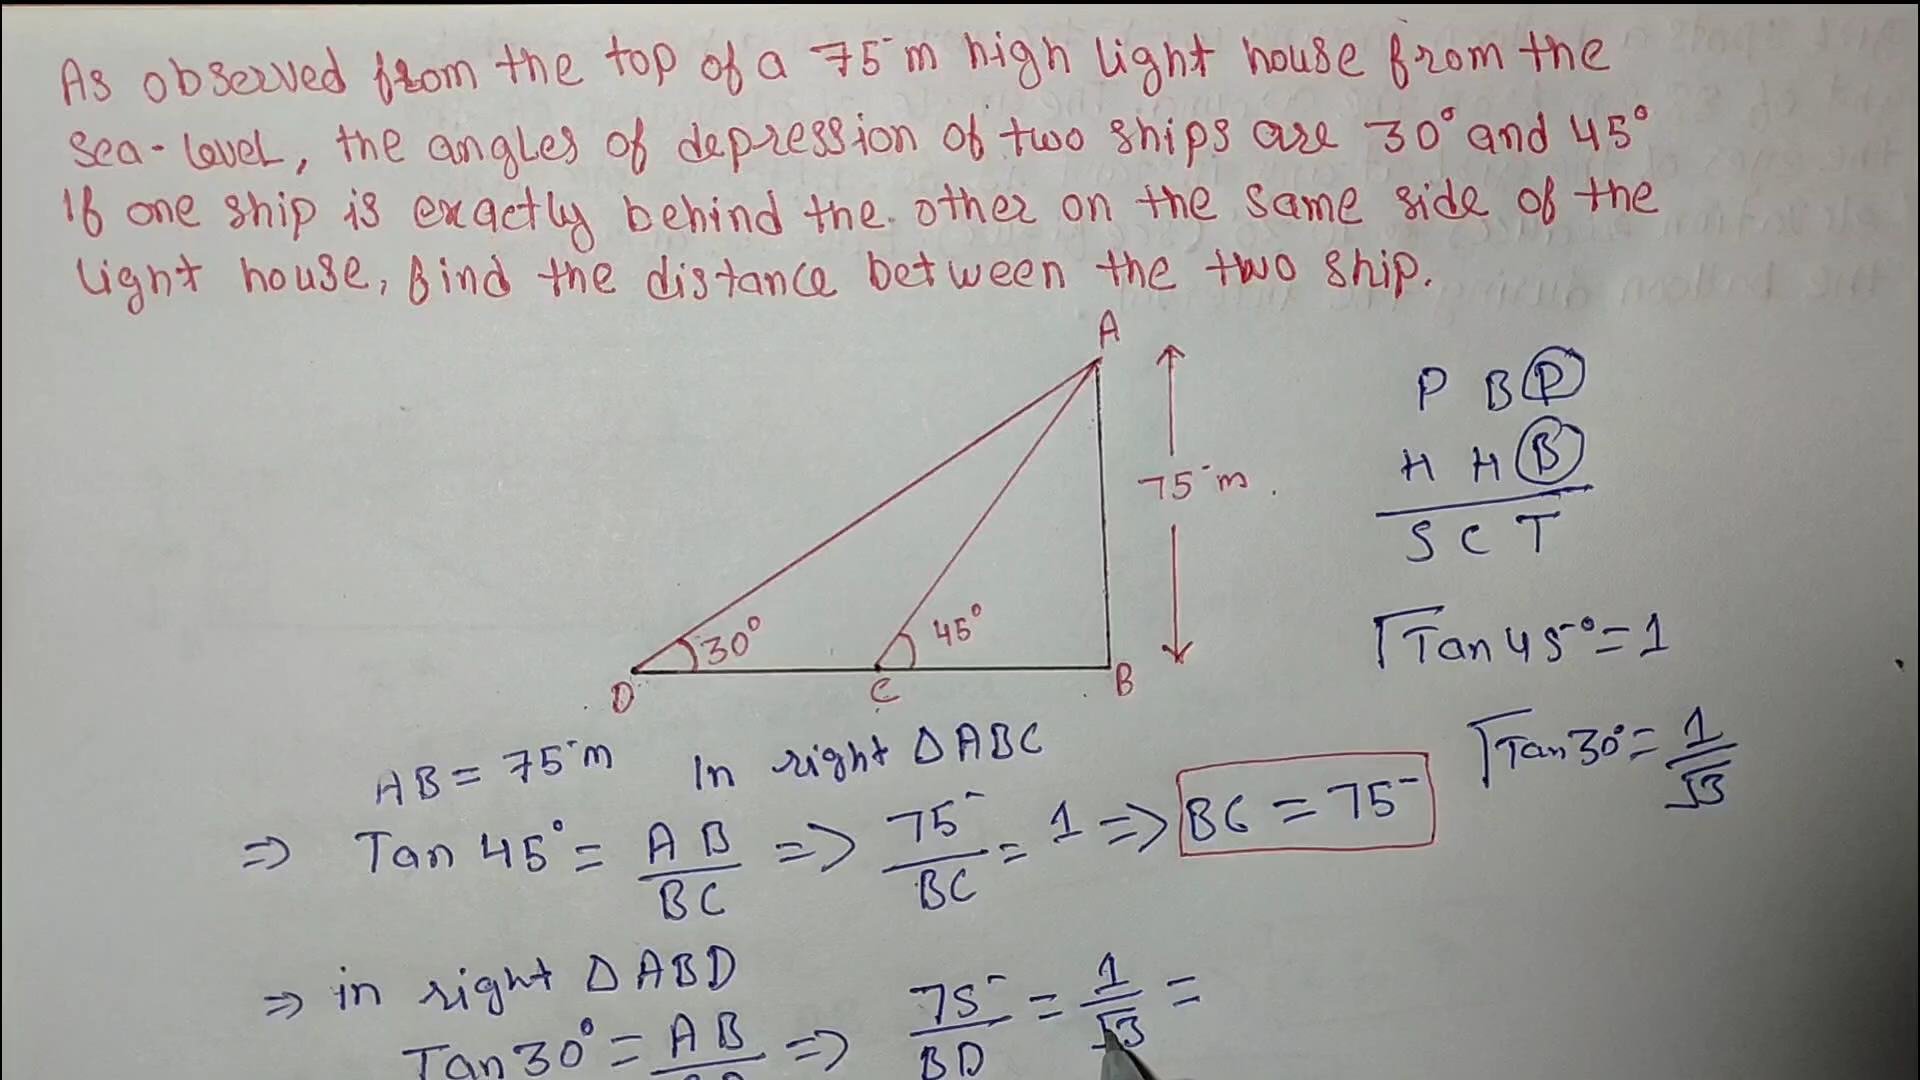 As observed from the top of a 75 m high light house from the
sea-level, the angles of depression of two ships are 30° and 45°
If one ship is exactly behind the other on the same side of the
light house, find the distance between the two ship.
A
P B P
H H B
S C T
75 m.
30°
45°
D
C
B
Tan 45° = 1
Tan 30° = 1/√3
AB = 75 m In right △ABC
⇒ Tan 45° = AB/BC ⇒ 75/BC = 1 ⇒ BC = 75
⇒ in right △ABD
Tan 30° = AB ⇒ 75/BD = 1/√3 =